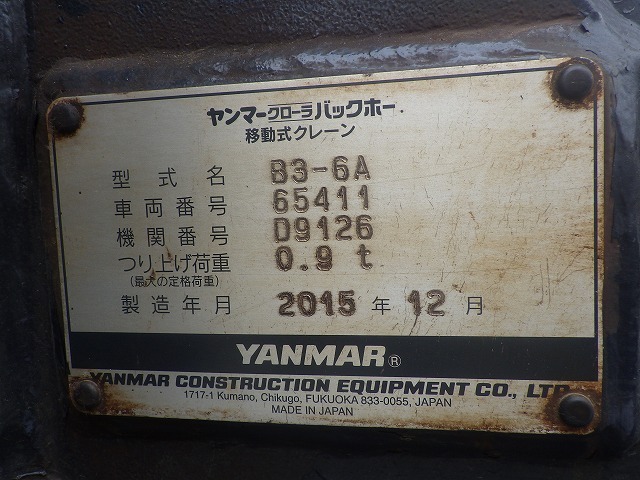 ヤンマークローラバックホー
移動式クレーン
型式名 B3-6A
車両番号 65411
機関番号 D9126
つり上げ荷重 0.9 t
(最大の定格荷重)
製造年月 2015 年 12 月
YANMAR ®
YANMAR CONSTRUCTION EQUIPMENT CO., LTD.
1717-1 Kumano, Chikugo, FUKUOKA 833-0055, JAPAN
MADE IN JAPAN